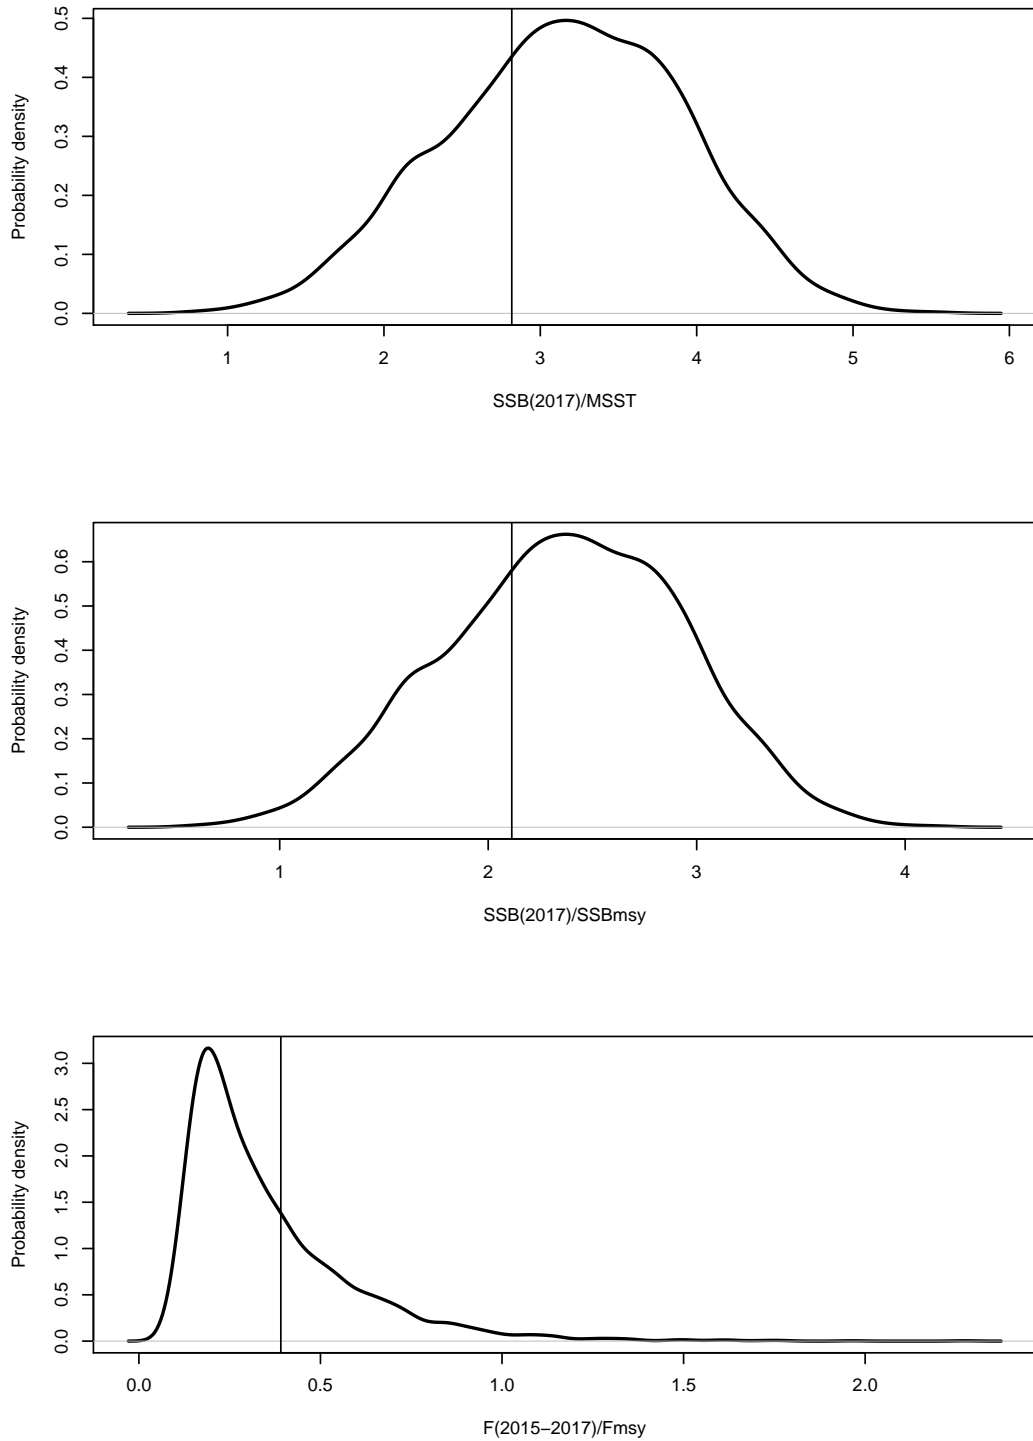 Probability density
0.5
0.4
0.3
0.2
0.1
0.0
1 2 3 4 5 6
SSB(2017)/MSST
Probability density
0.6
0.5
0.4
0.3
0.2
0.1
0.0
1 2 3 4
SSB(2017)/SSBmsy
Probability density
3.0
2.5
2.0
1.5
1.0
0.5
0.0
0.0 0.5 1.0 1.5 2.0
F(2015−2017)/Fmsy